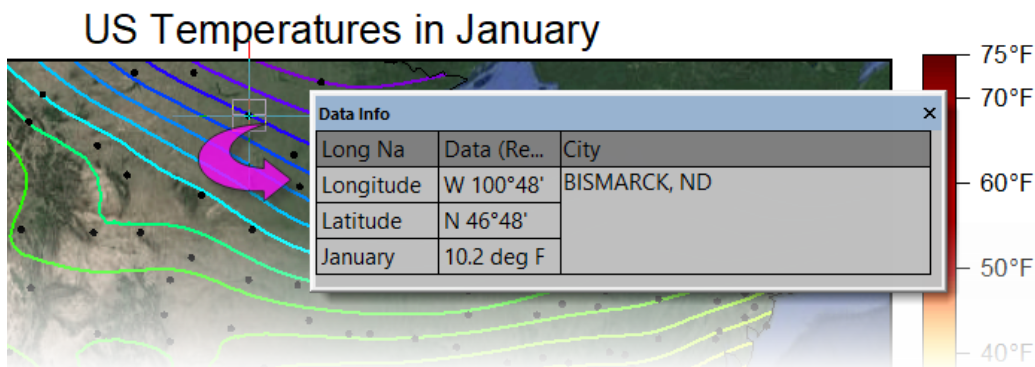 US Temperatures in January
75°F
70°F
Data Info ×
Long Na Data (Re... City
Longitude W 100°48' BISMARCK, ND
60°F
Latitude N 46°48'
January 10.2 deg F
50°F
40°F